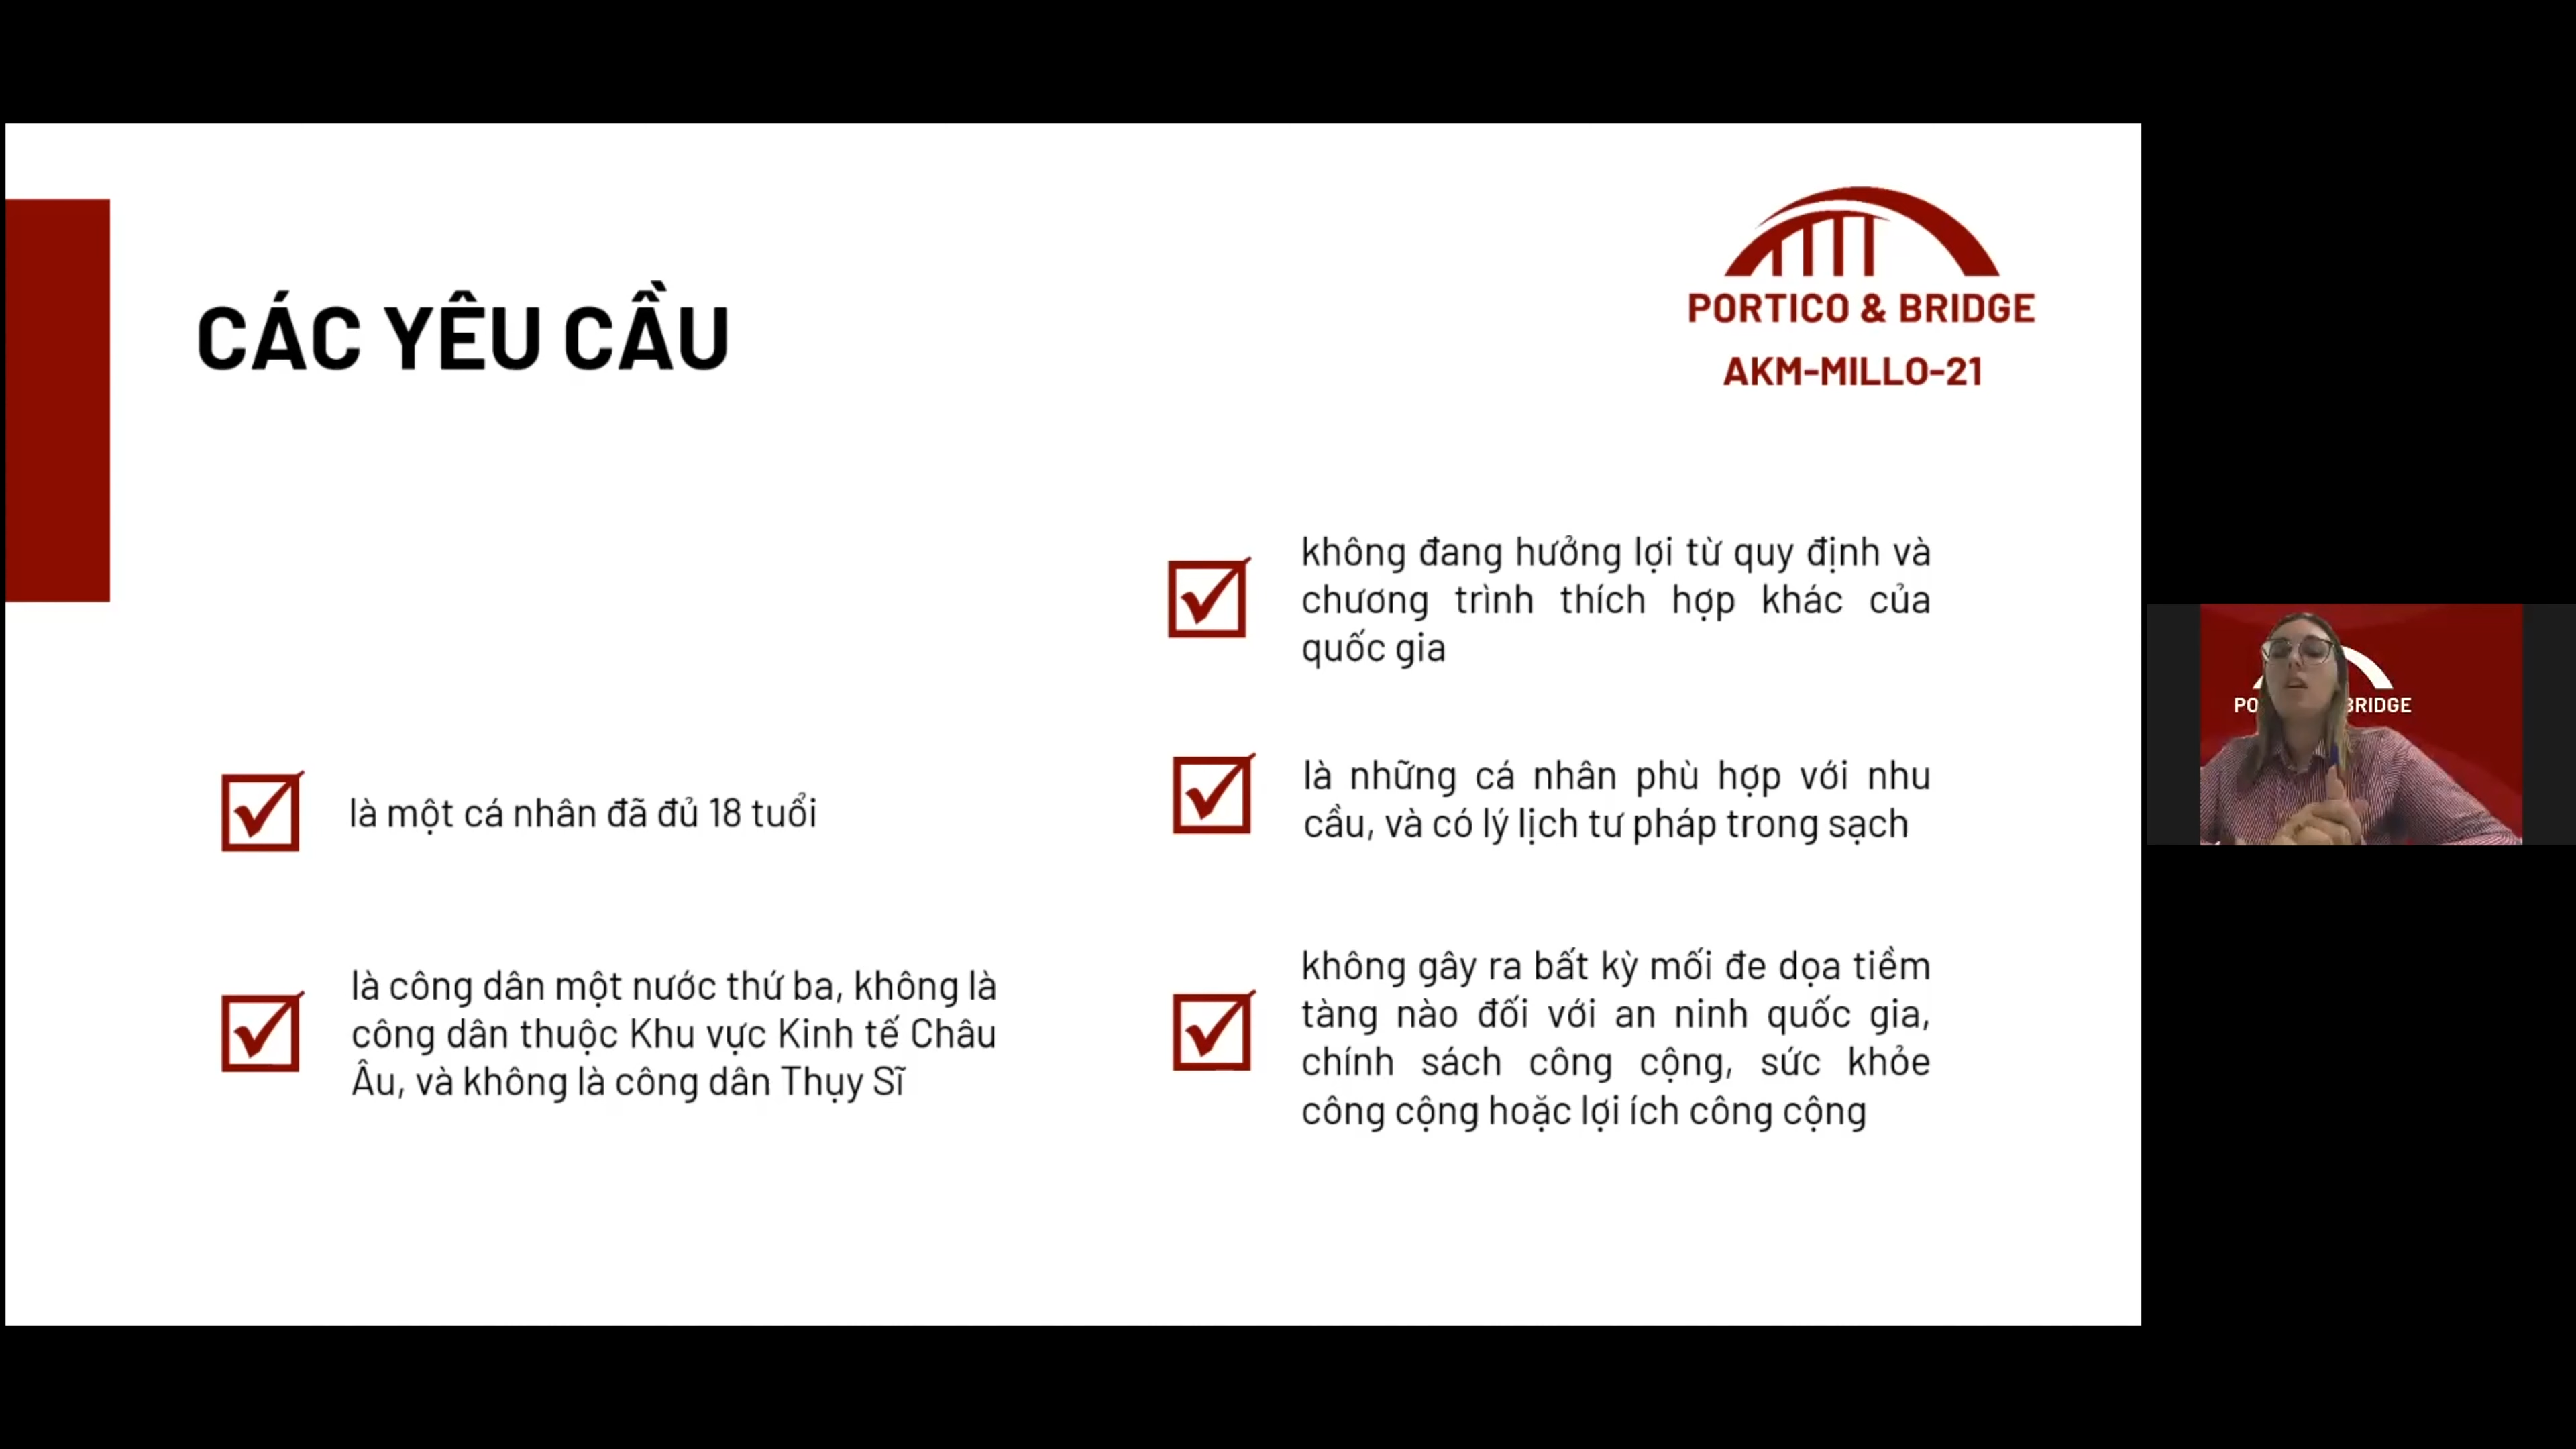 CÁC YÊU CẦU
PORTICO & BRIDGE
AKM-MILLO-21
là một cá nhân đã đủ 18 tuổi
là công dân một nước thứ ba, không là
công dân thuộc Khu vực Kinh tế Châu
Âu, và không là công dân Thụy Sĩ
không đang hưởng lợi từ quy định và
chương trình thích hợp khác của
quốc gia
là những cá nhân phù hợp với nhu
cầu, và có lý lịch tư pháp trong sạch
không gây ra bất kỳ mối đe dọa tiềm
tàng nào đối với an ninh quốc gia,
chính sách công cộng, sức khỏe
công cộng hoặc lợi ích công cộng
PO BRIDGE